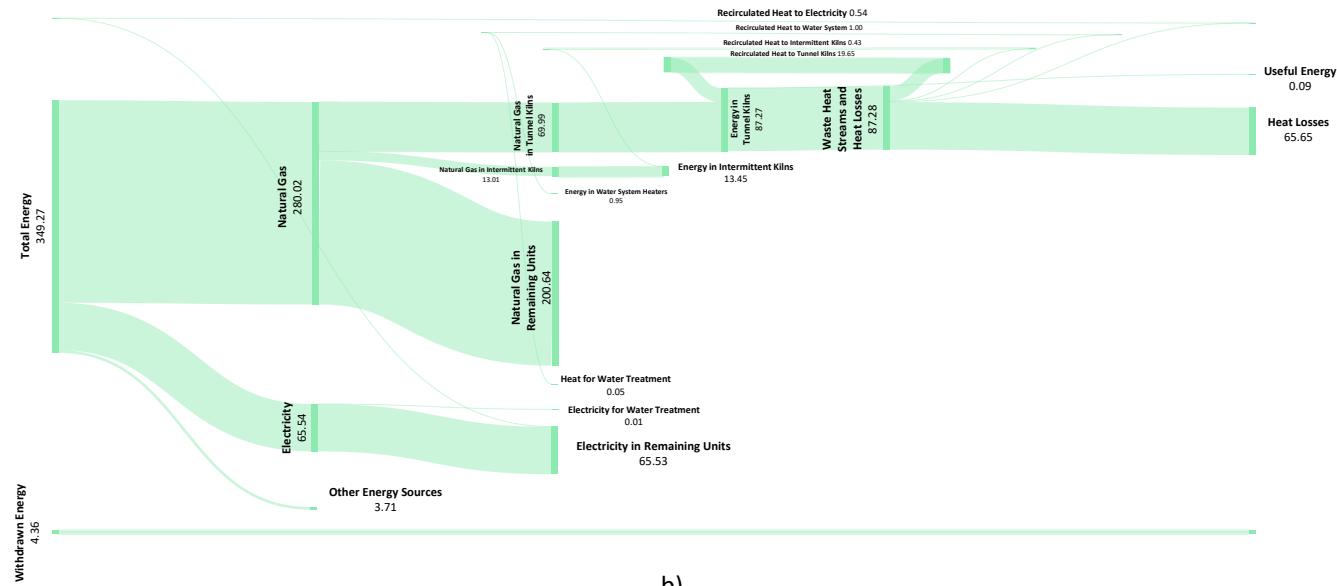 Recirculated Heat to Electricity 0.54
Recirculated Heat to Water System 1.00
Recirculated Heat to Intermittent Kilns 0.43
Recirculated Heat to Tunnel Kilns 19.65
Useful Energy
0.09
Heat Losses
65.65
Total Energy
349.27
Natural Gas
280.02
Natural Gas
in Tunnel Kilns
69.99
Energy in
Tunnel Kilns
87.27
Waste Heat
Streams and
Heat Losses
87.28
Natural Gas in Intermittent Kilns
13.01
Energy in Intermittent Kilns
13.45
Energy in Water System Heaters
0.95
Natural Gas in
Remaining Units
200.64
Heat for Water Treatment
0.05
Electricity for Water Treatment
0.01
Electricity
65.54
Electricity in Remaining Units
65.53
Other Energy Sources
3.71
Withdrawn Energy
4.36
b)